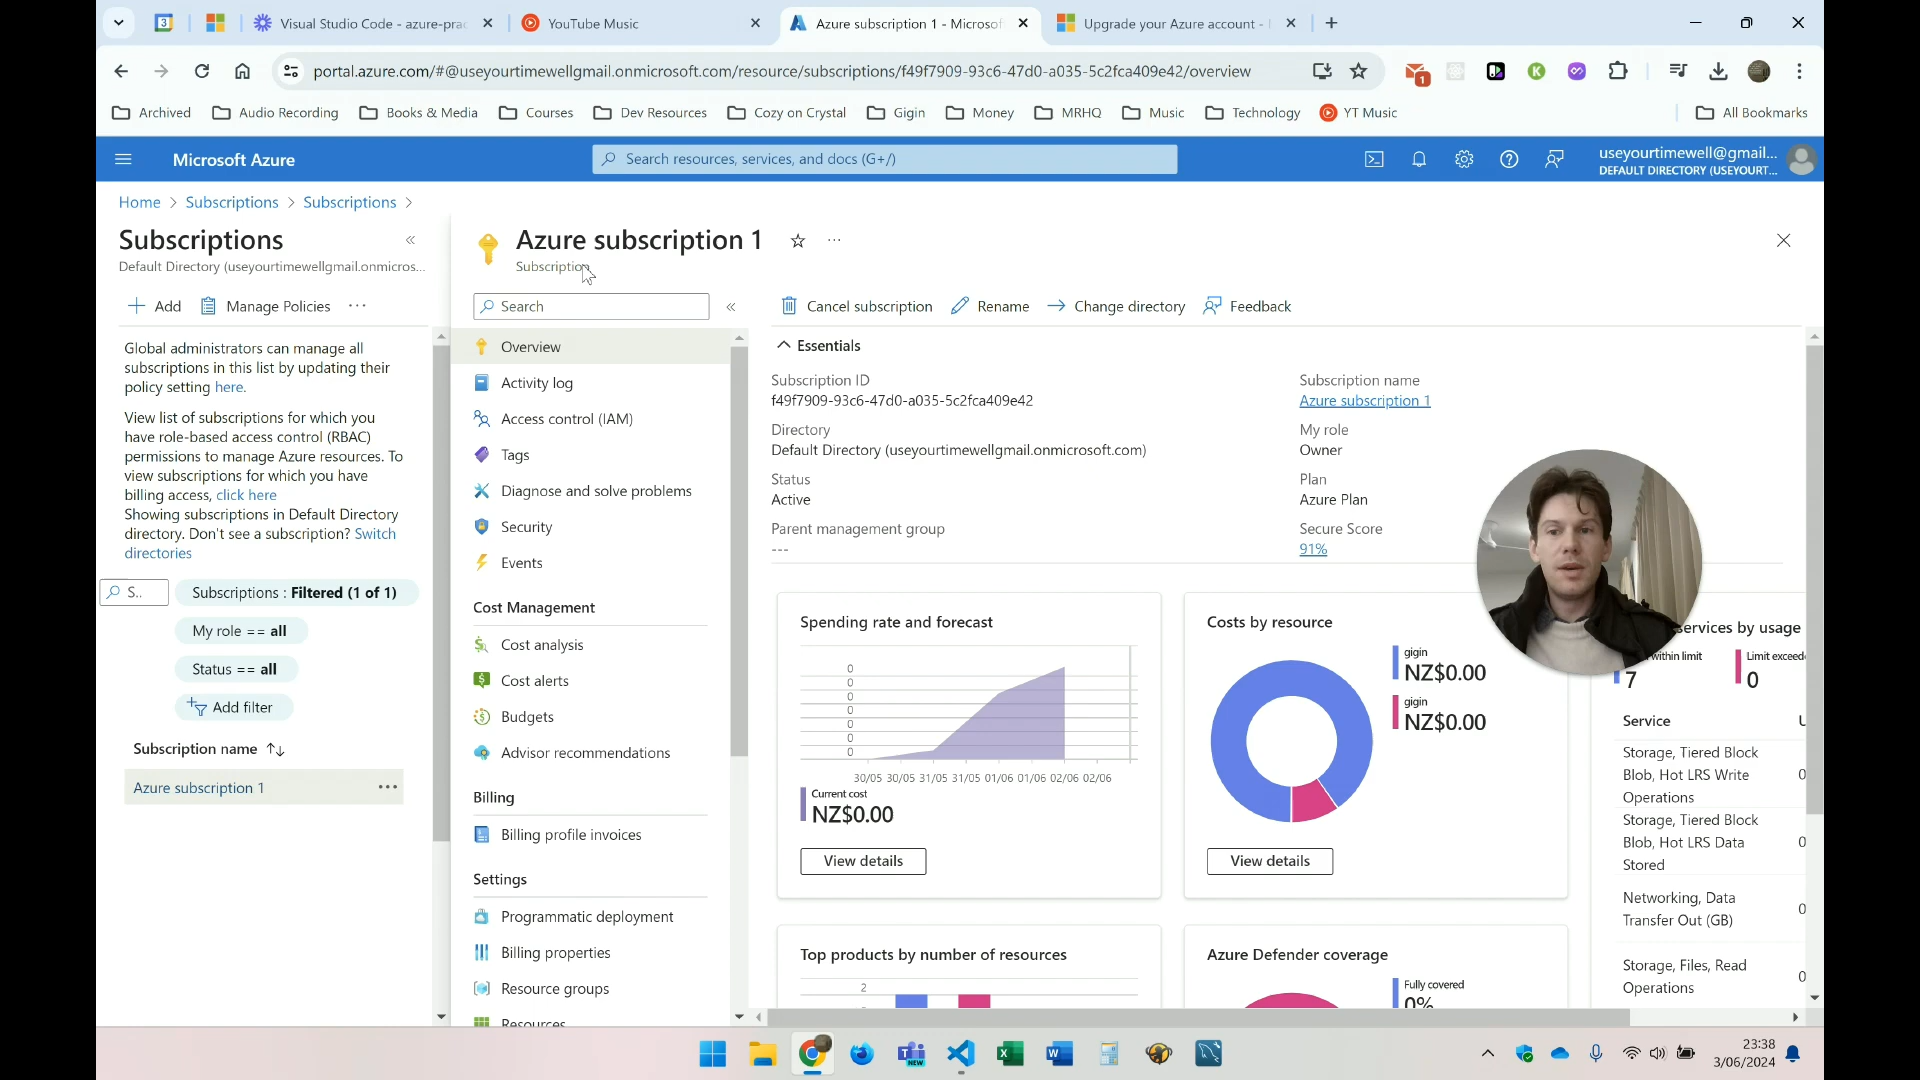 Visual Studio Code - azure-prac
YouTube Music
Azure subscription 1 - Microsof
Upgrade your Azure account -
portal.azure.com/#@useyourtimewellgmail.onmicrosoft.com/resource/subscriptions/f49f7909-93c6-47d0-a035-5c2fca409e42/overview
1
Archived
Audio Recording
Books & Media
Courses
Dev Resources
Cozy on Crystal
Gigin
Money
MRHQ
Music
Technology
YT Music
All Bookmarks
Microsoft Azure
Search resources, services, and docs (G+/)
useyourtimewell@gmail...
DEFAULT DIRECTORY (USEYOURT...
Home > Subscriptions > Subscriptions >
Subscriptions
Default Directory (useyourtimewellgmail.onmicros...
Add
Manage Policies
Global administrators can manage all
subscriptions in this list by updating their
policy setting here.
View list of subscriptions for which you
have role-based access control (RBAC)
permissions to manage Azure resources. To
view subscriptions for which you have
billing access, click here
Showing subscriptions in Default Directory
directory. Don't see a subscription? Switch
directories
S..
Subscriptions : Filtered (1 of 1)
My role == all
Status == all
Add filter
Subscription name
Azure subscription 1
Azure subscription 1
Subscription
Search
Overview
Activity log
Access control (IAM)
Tags
Diagnose and solve problems
Security
Events
Cost Management
Cost analysis
Cost alerts
Budgets
Advisor recommendations
Billing
Billing profile invoices
Settings
Programmatic deployment
Billing properties
Resource groups
Resources
Cancel subscription
Rename
Change directory
Feedback
Essentials
Subscription ID
f49f7909-93c6-47d0-a035-5c2fca409e42
Directory
Default Directory (useyourtimewellgmail.onmicrosoft.com)
Status
Active
Parent management group
---
Subscription name
Azure subscription 1
My role
Owner
Plan
Azure Plan
Secure Score
91%
Spending rate and forecast
0
0
0
0
0
0
0
30/05 30/05 31/05 31/05 01/06 01/06 02/06 02/06
Current cost
NZ$0.00
View details
Costs by resource
gigin
NZ$0.00
gigin
NZ$0.00
View details
services by usage
within limit
7
Limit exceed
0
Service
U
Storage, Tiered Block
Blob, Hot LRS Write
Operations
0
Storage, Tiered Block
Blob, Hot LRS Data
Stored
0
Networking, Data
Transfer Out (GB)
0
Storage, Files, Read
Operations
0
Top products by number of resources
2
Azure Defender coverage
Fully covered
0%
23:38
3/06/2024